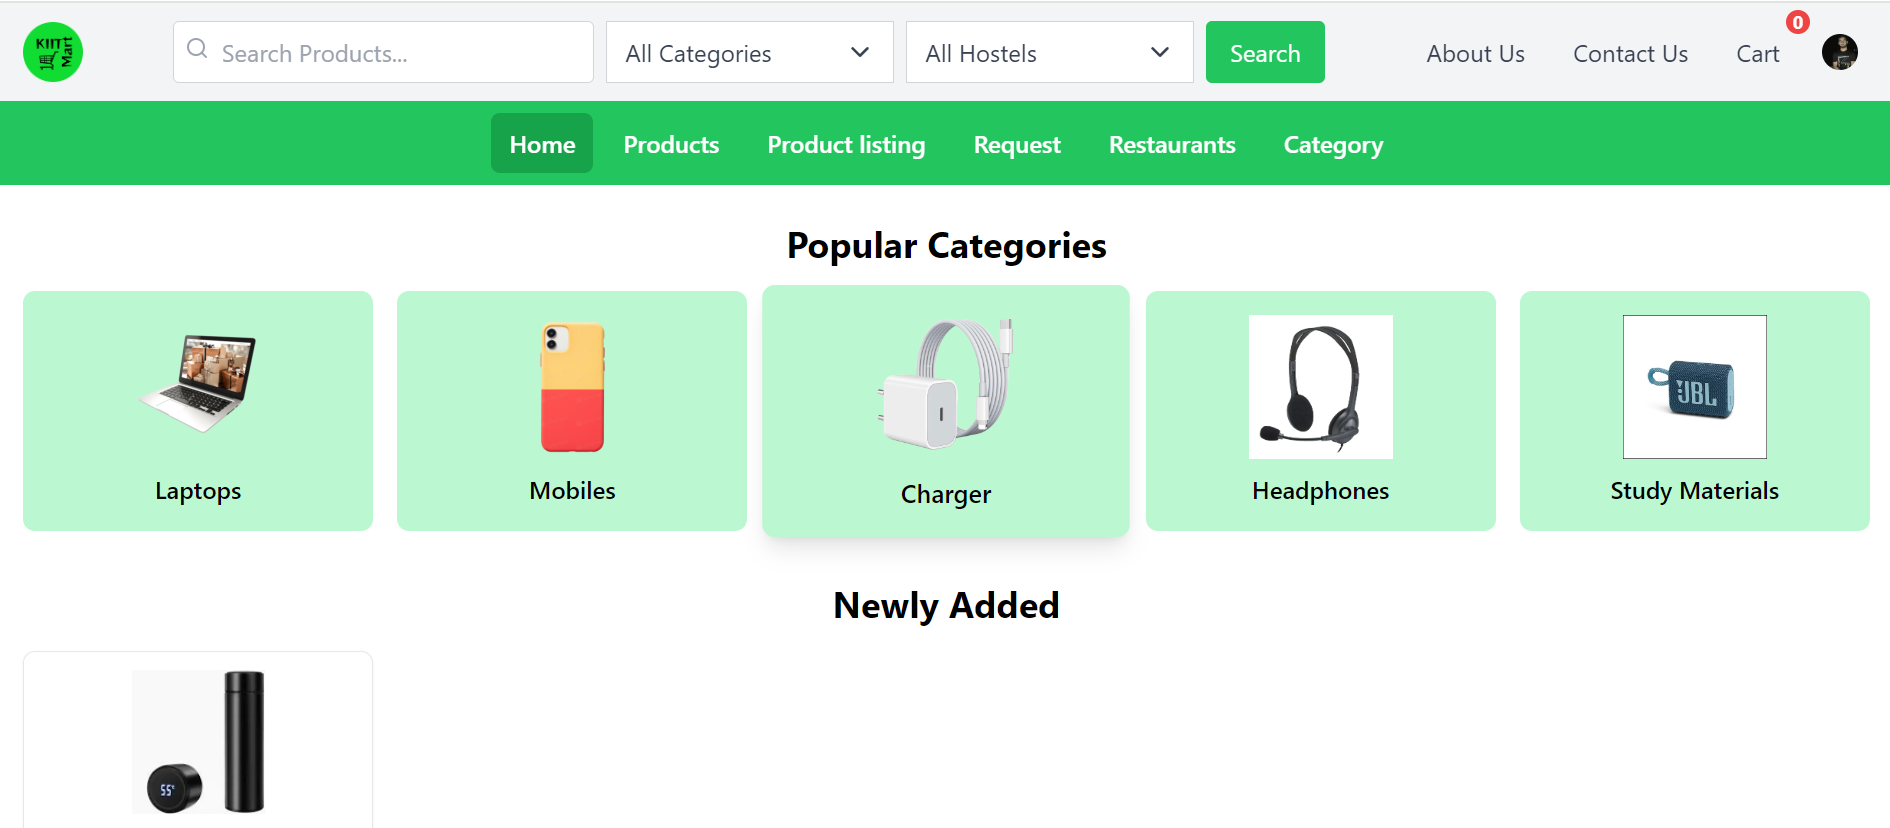 KIIT
Mart
Search Products...
All Categories
All Hostels
Search
About Us
Contact Us
Cart
0
Home
Products
Product listing
Request
Restaurants
Category
Popular Categories
Laptops
Mobiles
Charger
Headphones
JBL
Study Materials
Newly Added
55°